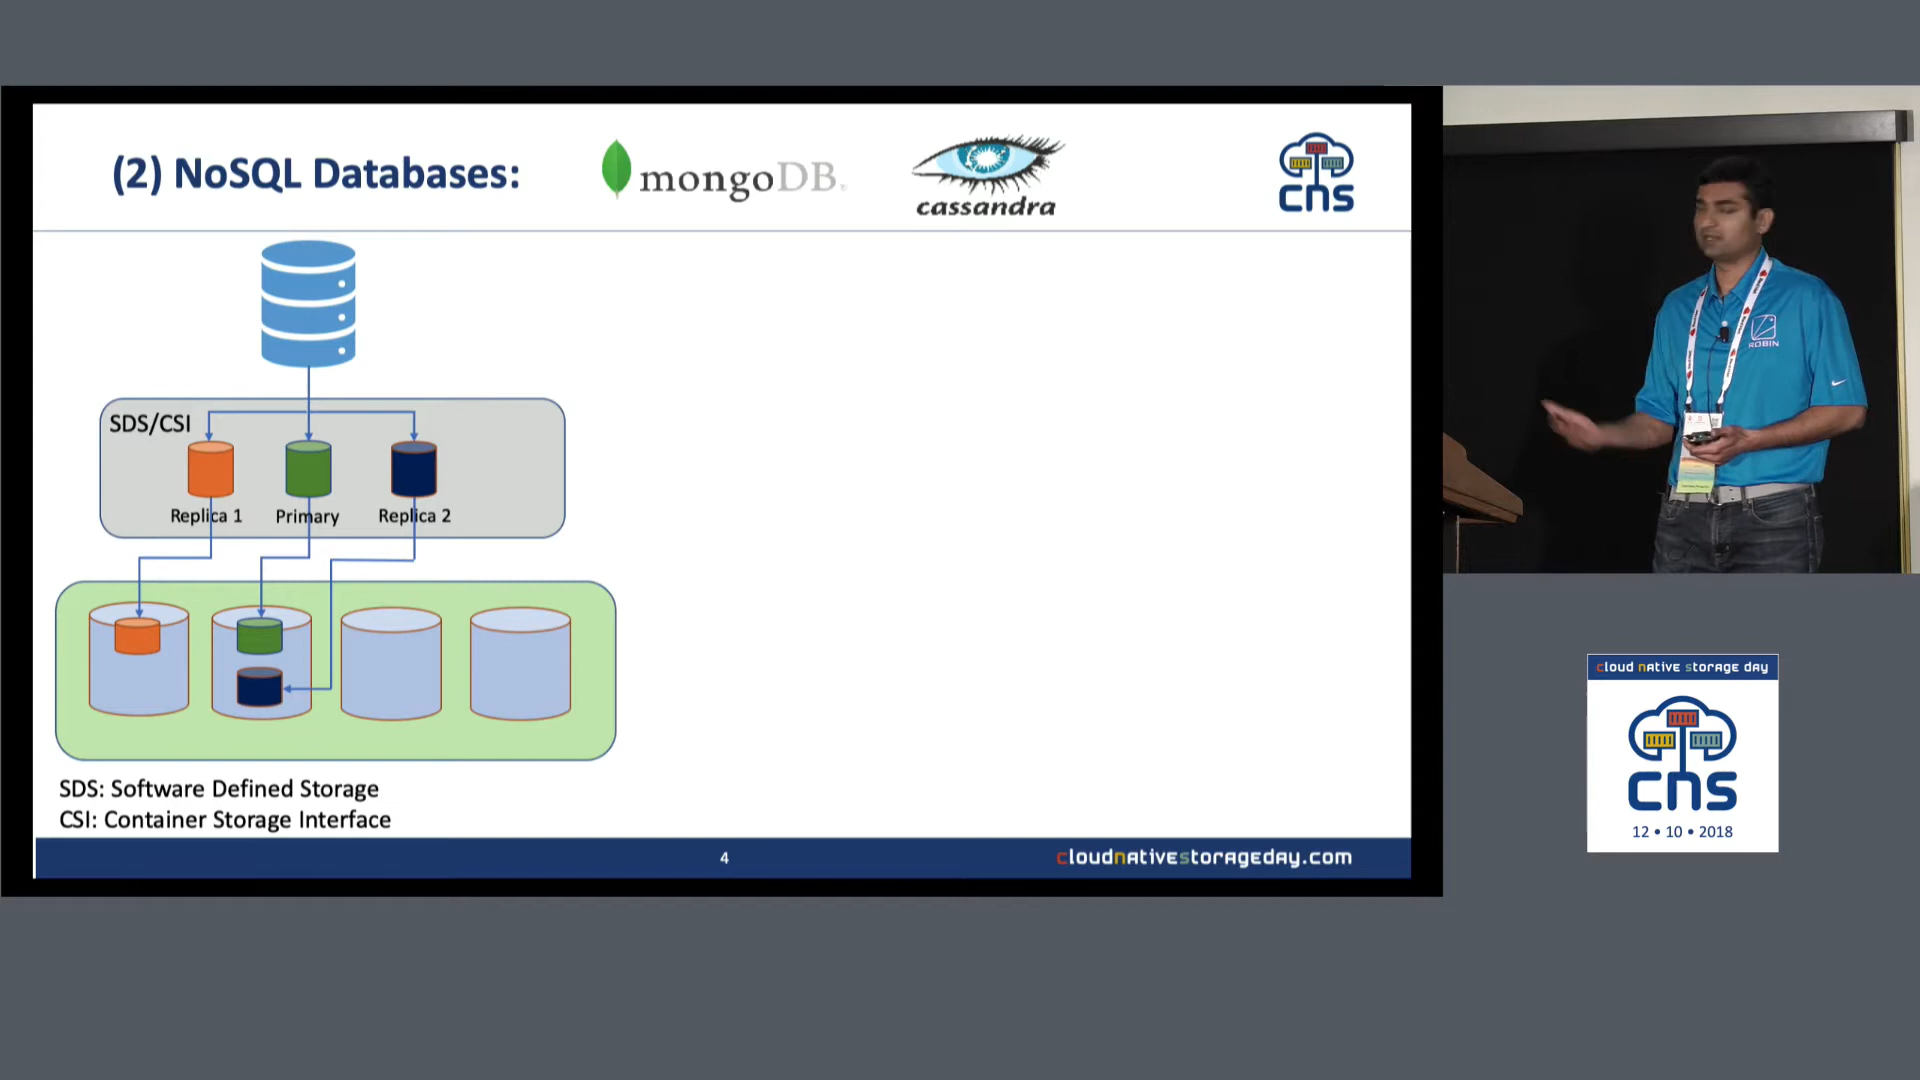 (2) NoSQL Databases:
mongoDB
cassandra
cns
SDS/CSI
Replica 1
Primary
Replica 2
SDS: Software Defined Storage
CSI: Container Storage Interface
4
cloudnativestorageday.com
ROBIN
cloud native storage day
cns
12 • 10 • 2018